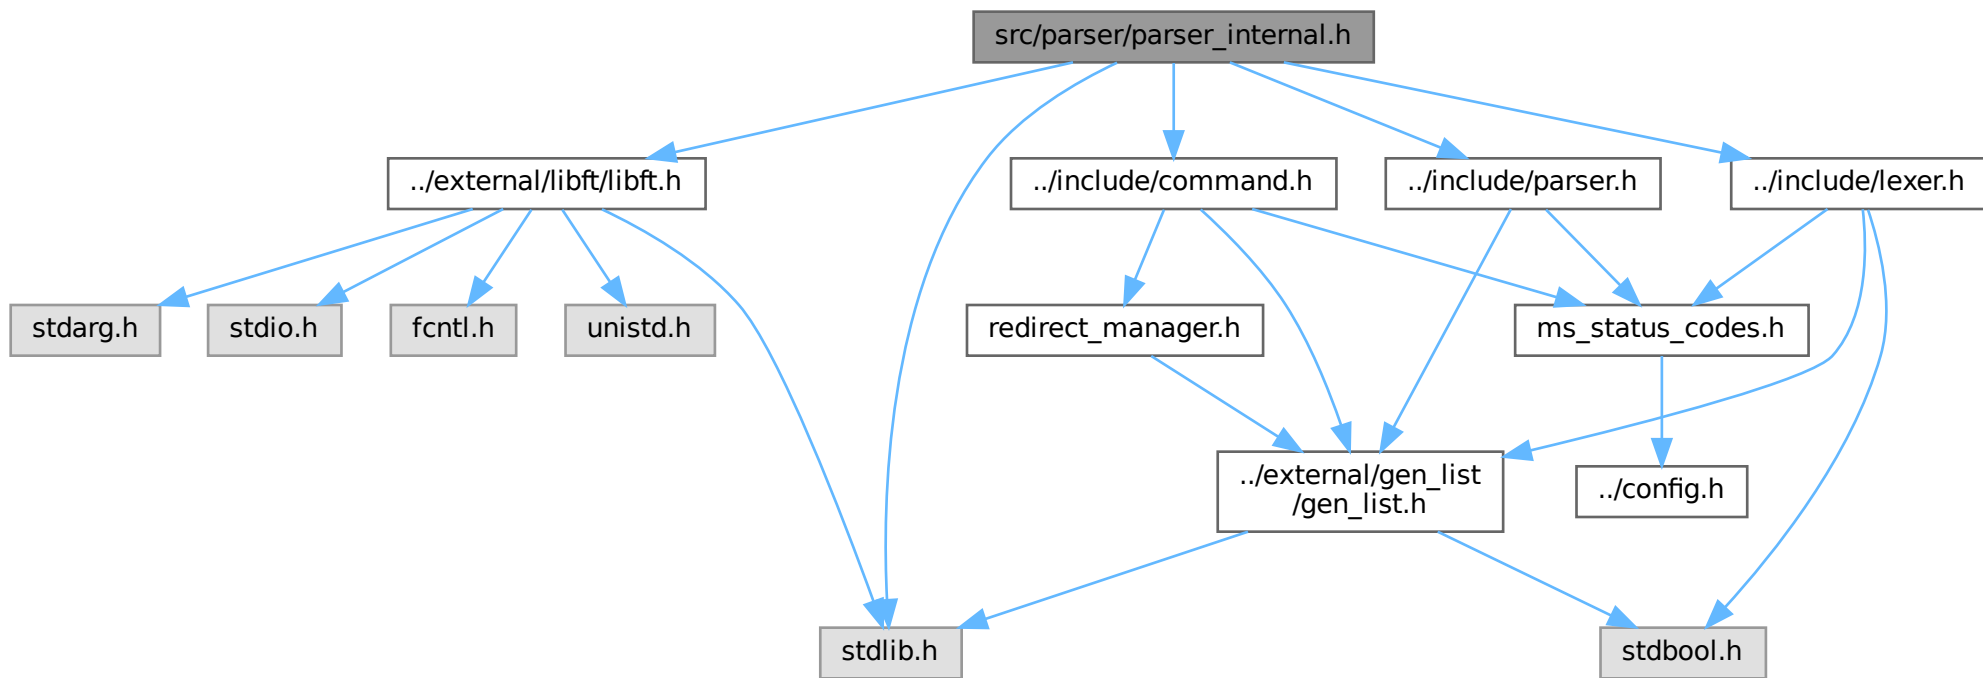 src/parser/parser_internal.h
../external/libft/libft.h
../include/command.h
../include/parser.h
../include/lexer.h
stdarg.h
stdio.h
fcntl.h
unistd.h
redirect_manager.h
ms_status_codes.h
../external/gen_list
/gen_list.h
../config.h
stdlib.h
stdbool.h